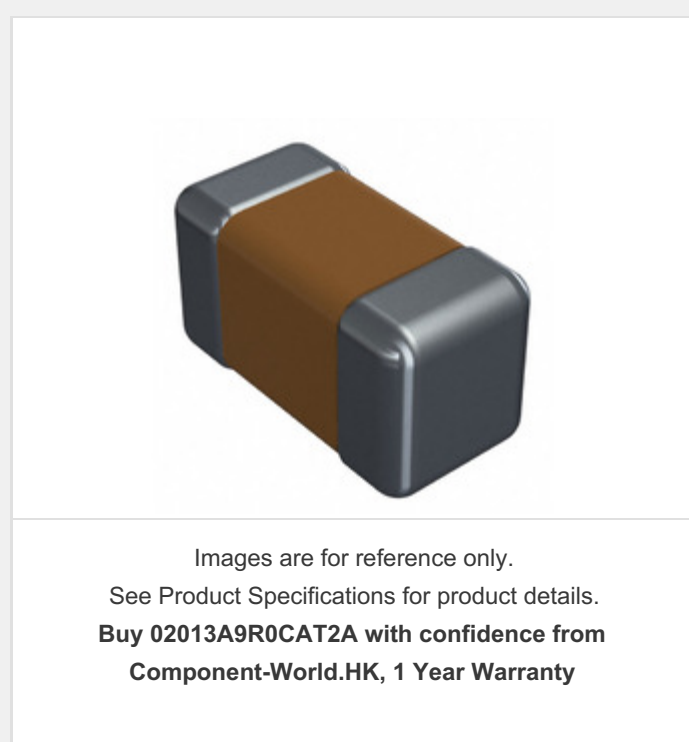 Images are for reference only.
See Product Specifications for product details.
Buy 02013A9R0CAT2A with confidence from
Component-World.HK, 1 Year Warranty